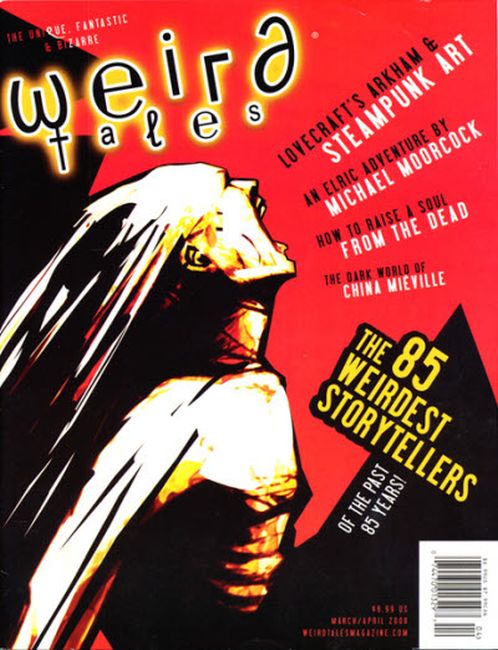 THE UNIQUE, FANTASTIC
& BIZARRE
weird
tales
®
LOVECRAFT'S ARKHAM &
STEAMPUNK ART
AN ELRIC ADVENTURE BY
MICHAEL MOORCOCK
HOW TO RAISE A SOUL
FROM THE DEAD
THE DARK WORLD OF
CHINA MIÉVILLE
THE 85
WEIRDEST
STORYTELLERS
OF THE PAST
85 YEARS!
$6.99 US
MARCH/APRIL 2008
WEIRDTALESMAGAZINE.COM